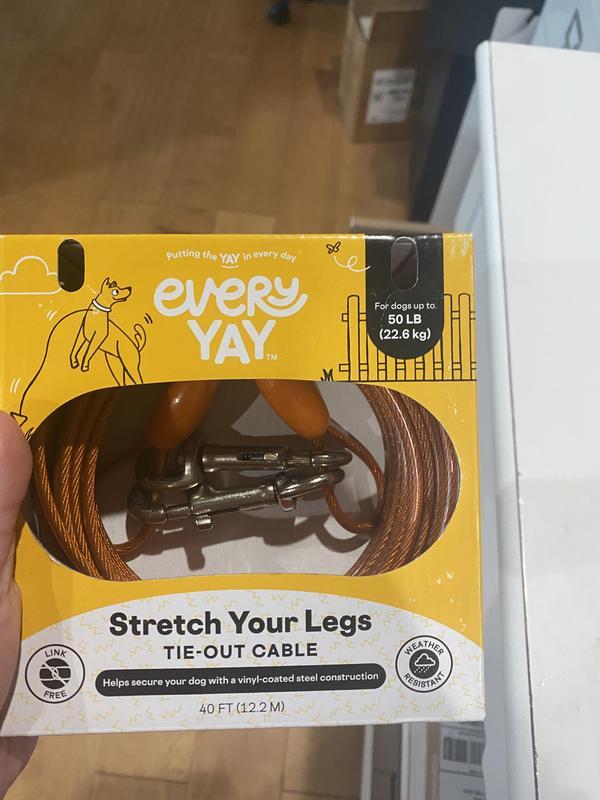 Putting the YAY in every day
every
YAY™
For dogs up to
50 LB
(22.6 kg)
Stretch Your Legs
TIE-OUT CABLE
LINK
FREE
WEATHER
RESISTANT
Helps secure your dog with a vinyl-coated steel construction
40 FT (12.2 M)